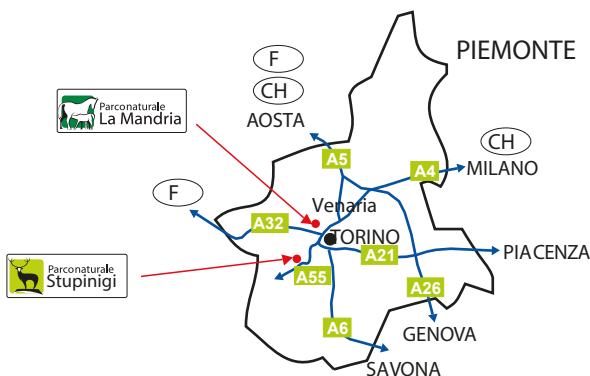 PIEMONTE
F
CH
AOSTA
Parconaturale
La Mandria
CH
MILANO
A5
A4
F
Venaria
A32
TORINO
A21
PIACENZA
Parconaturale
Stupinigi
A55
A26
A6
GENOVA
SAVONA